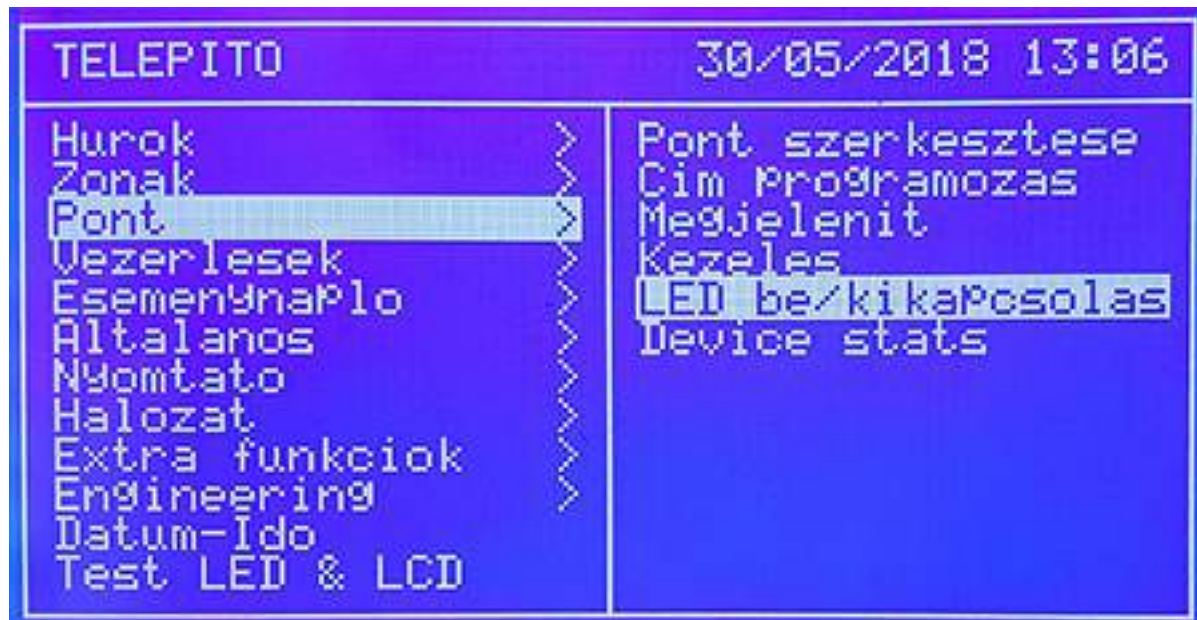 TELEPITO 30/05/2018 13:06
Hurok >
Zonak >
Pont >
Vezerlesek >
Esemenynaplo >
Altalanos >
Nyomtato >
Halozat >
Extra funkciok >
Engineering >
Datum-Ido
Test LED & LCD
Pont szerkesztese
Cim programozas
Megjelenit
Kezeles
LED be/kikapcsolas
Device stats